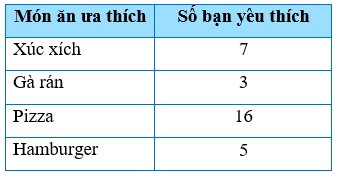 Món ăn ưa thích Số bạn yêu thích
Xúc xích 7
Gà rán 3
Pizza 16
Hamburger 5